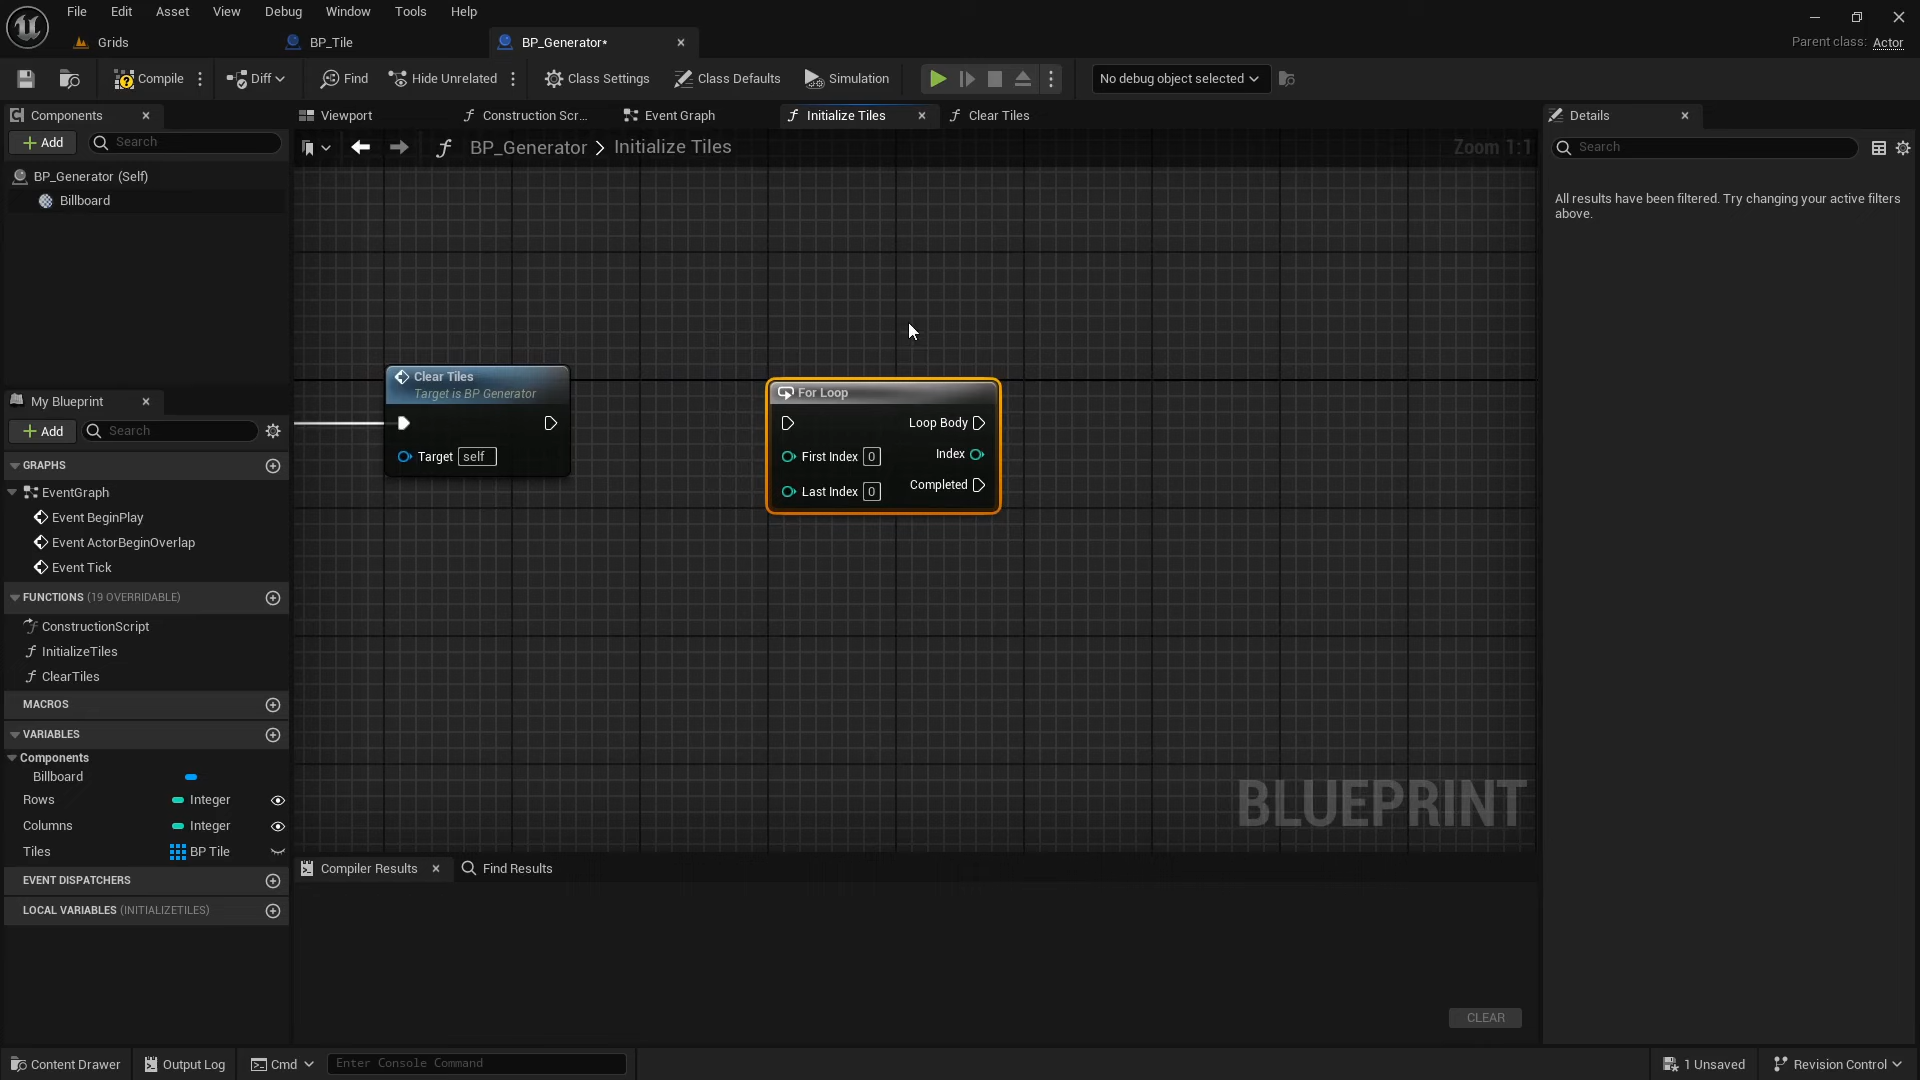 File Edit Asset View Debug Window Tools Help
Grids BP_Tile BP_Generator*
Parent class: Actor
Compile Diff Find Hide Unrelated Class Settings Class Defaults Simulation No debug object selected
Components
Viewport Construction Scr... Event Graph Initialize Tiles Clear Tiles
Details
Add Search
BP_Generator > Initialize Tiles
Zoom 1:1
Search
BP_Generator (Self)
Billboard
All results have been filtered. Try changing your active filters
above.
Clear Tiles
Target is BP Generator
Target self
For Loop
Loop Body
First Index 0
Index
Completed
Last Index 0
My Blueprint
Add Search
GRAPHS
EventGraph
Event BeginPlay
Event ActorBeginOverlap
Event Tick
FUNCTIONS (19 OVERRIDABLE)
ConstructionScript
InitializeTiles
ClearTiles
MACROS
VARIABLES
Components
Billboard
Rows Integer
Columns Integer
Tiles BP Tile
EVENT DISPATCHERS
LOCAL VARIABLES (INITIALIZETILES)
BLUEPRINT
Compiler Results Find Results
CLEAR
Content Drawer Output Log Cmd Enter Console Command 1 Unsaved Revision Control